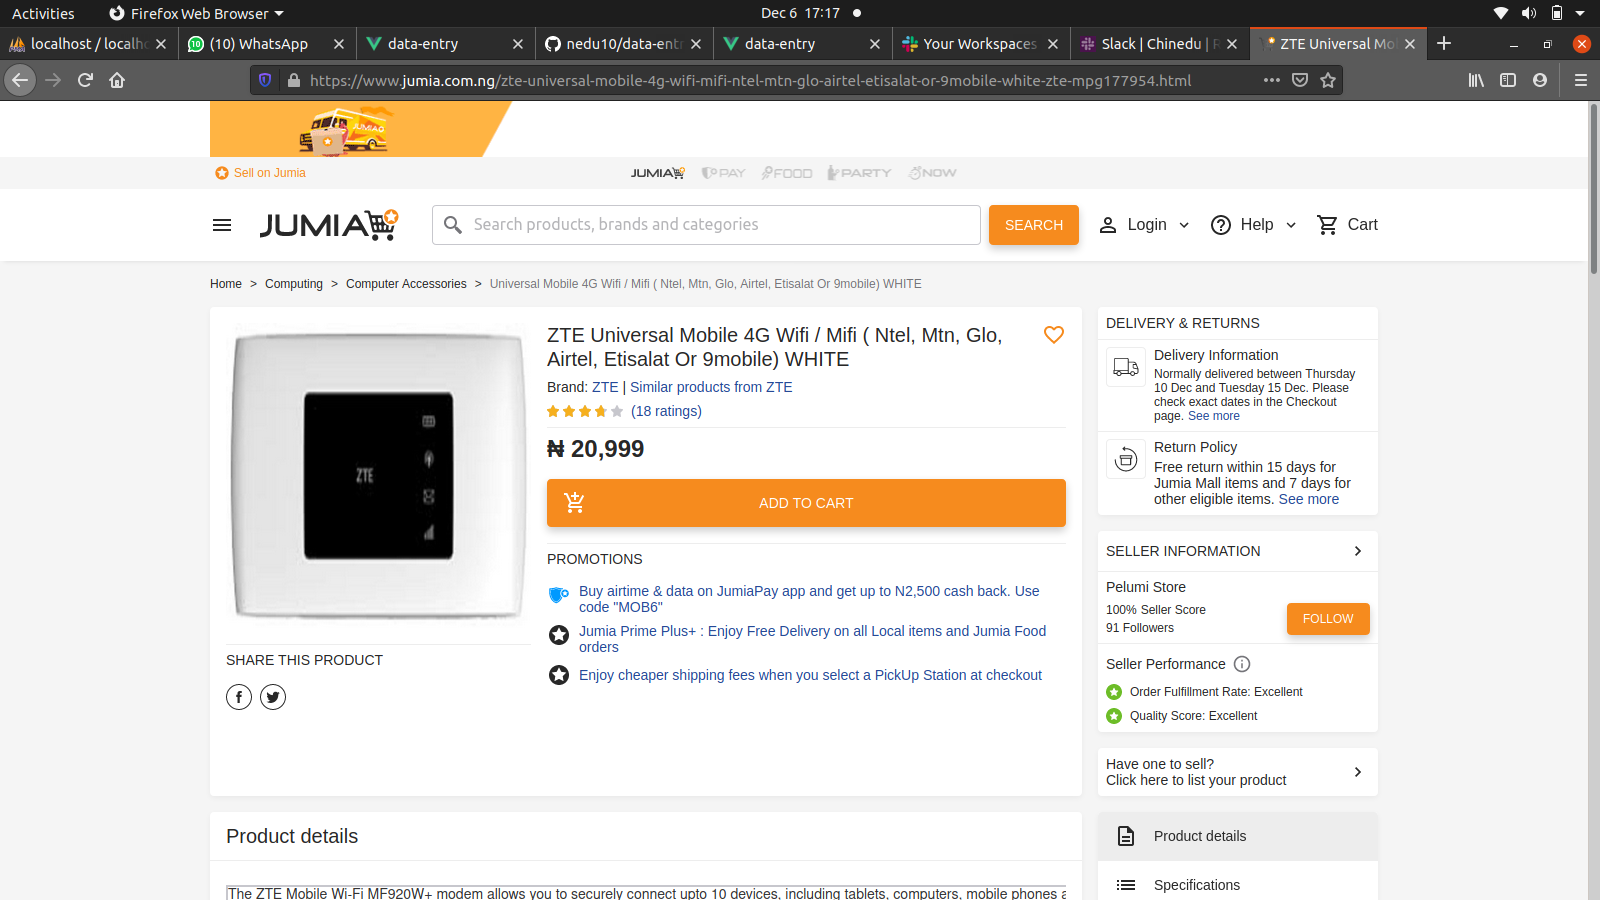 Activities
Firefox Web Browser
Dec 6 17:17
localhost / localho
(10) WhatsApp
data-entry
nedu10/data-entr
data-entry
Your Workspaces
Slack | Chinedu | R
ZTE Universal Mo
https://www.jumia.com.ng/zte-universal-mobile-4g-wifi-mifi-ntel-mtn-glo-airtel-etisalat-or-9mobile-white-zte-mpg177954.html
JUMIA
Sell on Jumia
JUMIA
PAY
FOOD
PARTY
NOW
JUMIA
Search products, brands and categories
SEARCH
Login
Help
Cart
Home > Computing > Computer Accessories > Universal Mobile 4G Wifi / Mifi ( Ntel, Mtn, Glo, Airtel, Etisalat Or 9mobile) WHITE
ZTE
SHARE THIS PRODUCT
ZTE Universal Mobile 4G Wifi / Mifi ( Ntel, Mtn, Glo,
Airtel, Etisalat Or 9mobile) WHITE
Brand: ZTE | Similar products from ZTE
(18 ratings)
₦ 20,999
ADD TO CART
PROMOTIONS
Buy airtime & data on JumiaPay app and get up to N2,500 cash back. Use
code "MOB6"
Jumia Prime Plus+ : Enjoy Free Delivery on all Local items and Jumia Food
orders
Enjoy cheaper shipping fees when you select a PickUp Station at checkout
DELIVERY & RETURNS
Delivery Information
Normally delivered between Thursday
10 Dec and Tuesday 15 Dec. Please
check exact dates in the Checkout
page. See more
Return Policy
Free return within 15 days for
Jumia Mall items and 7 days for
other eligible items. See more
SELLER INFORMATION
Pelumi Store
100% Seller Score
91 Followers
FOLLOW
Seller Performance
Order Fulfillment Rate: Excellent
Quality Score: Excellent
Have one to sell?
Click here to list your product
Product details
The ZTE Mobile Wi-Fi MF920W+ modem allows you to securely connect upto 10 devices, including tablets, computers, mobile phones a
Product details
Specifications